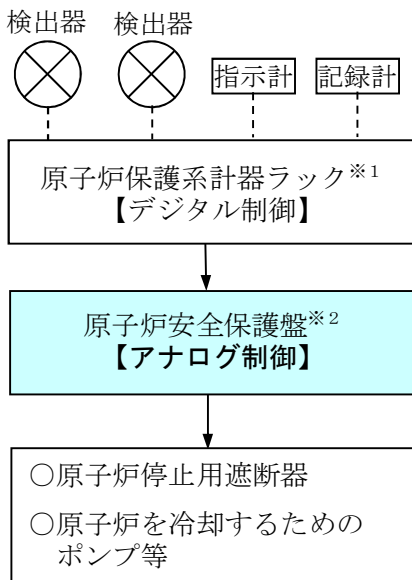 検出器 検出器
指示計 記録計
原子炉保護系計器ラック※1
【デジタル制御】
原子炉安全保護盤※2
【アナログ制御】
○原子炉停止用遮断器
○原子炉を冷却するための
ポンプ等